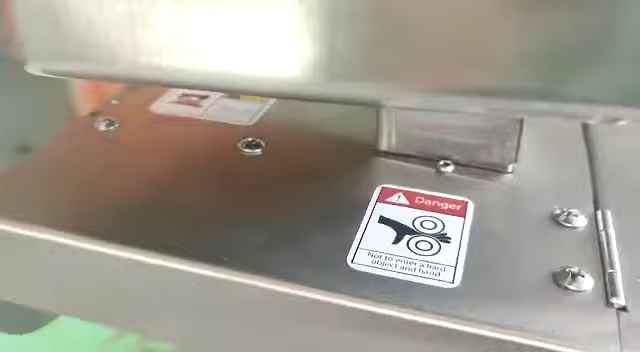 Danger
Not to enter a hard
object and hand